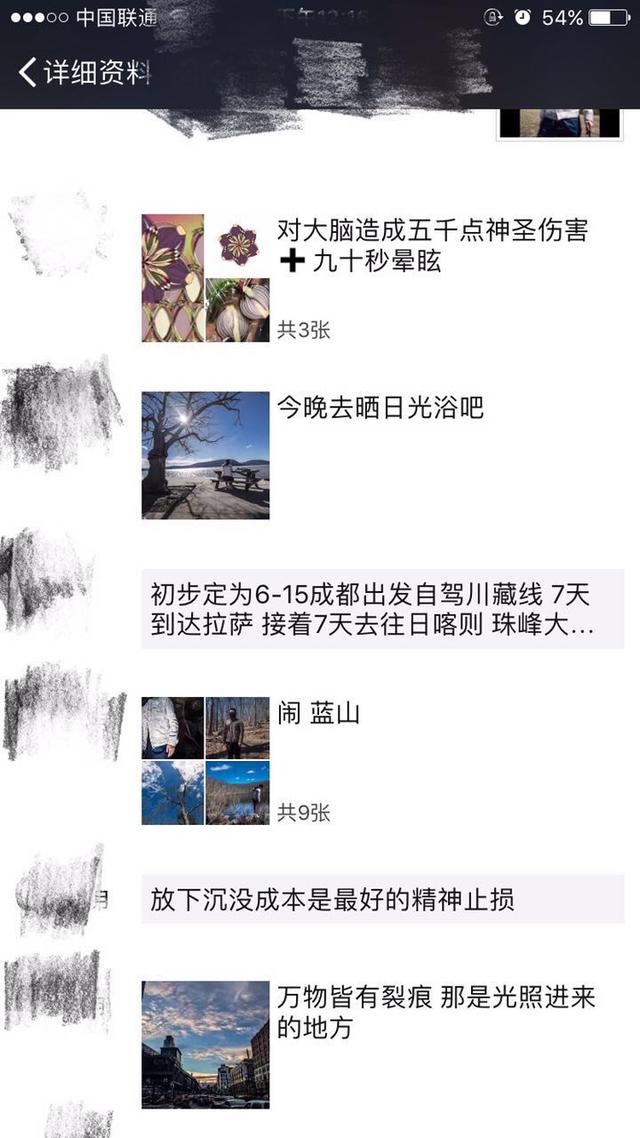 中国联通
54%
详细资料
对大脑造成五千点神圣伤害
➕ 九十秒晕眩
共3张
今晚去晒日光浴吧
初步定为6-15成都出发自驾川藏线 7天
到达拉萨 接着7天去往日喀则 珠峰大...
闹 蓝山
共9张
月
放下沉没成本是最好的精神止损
万物皆有裂痕 那是光照进来
的地方